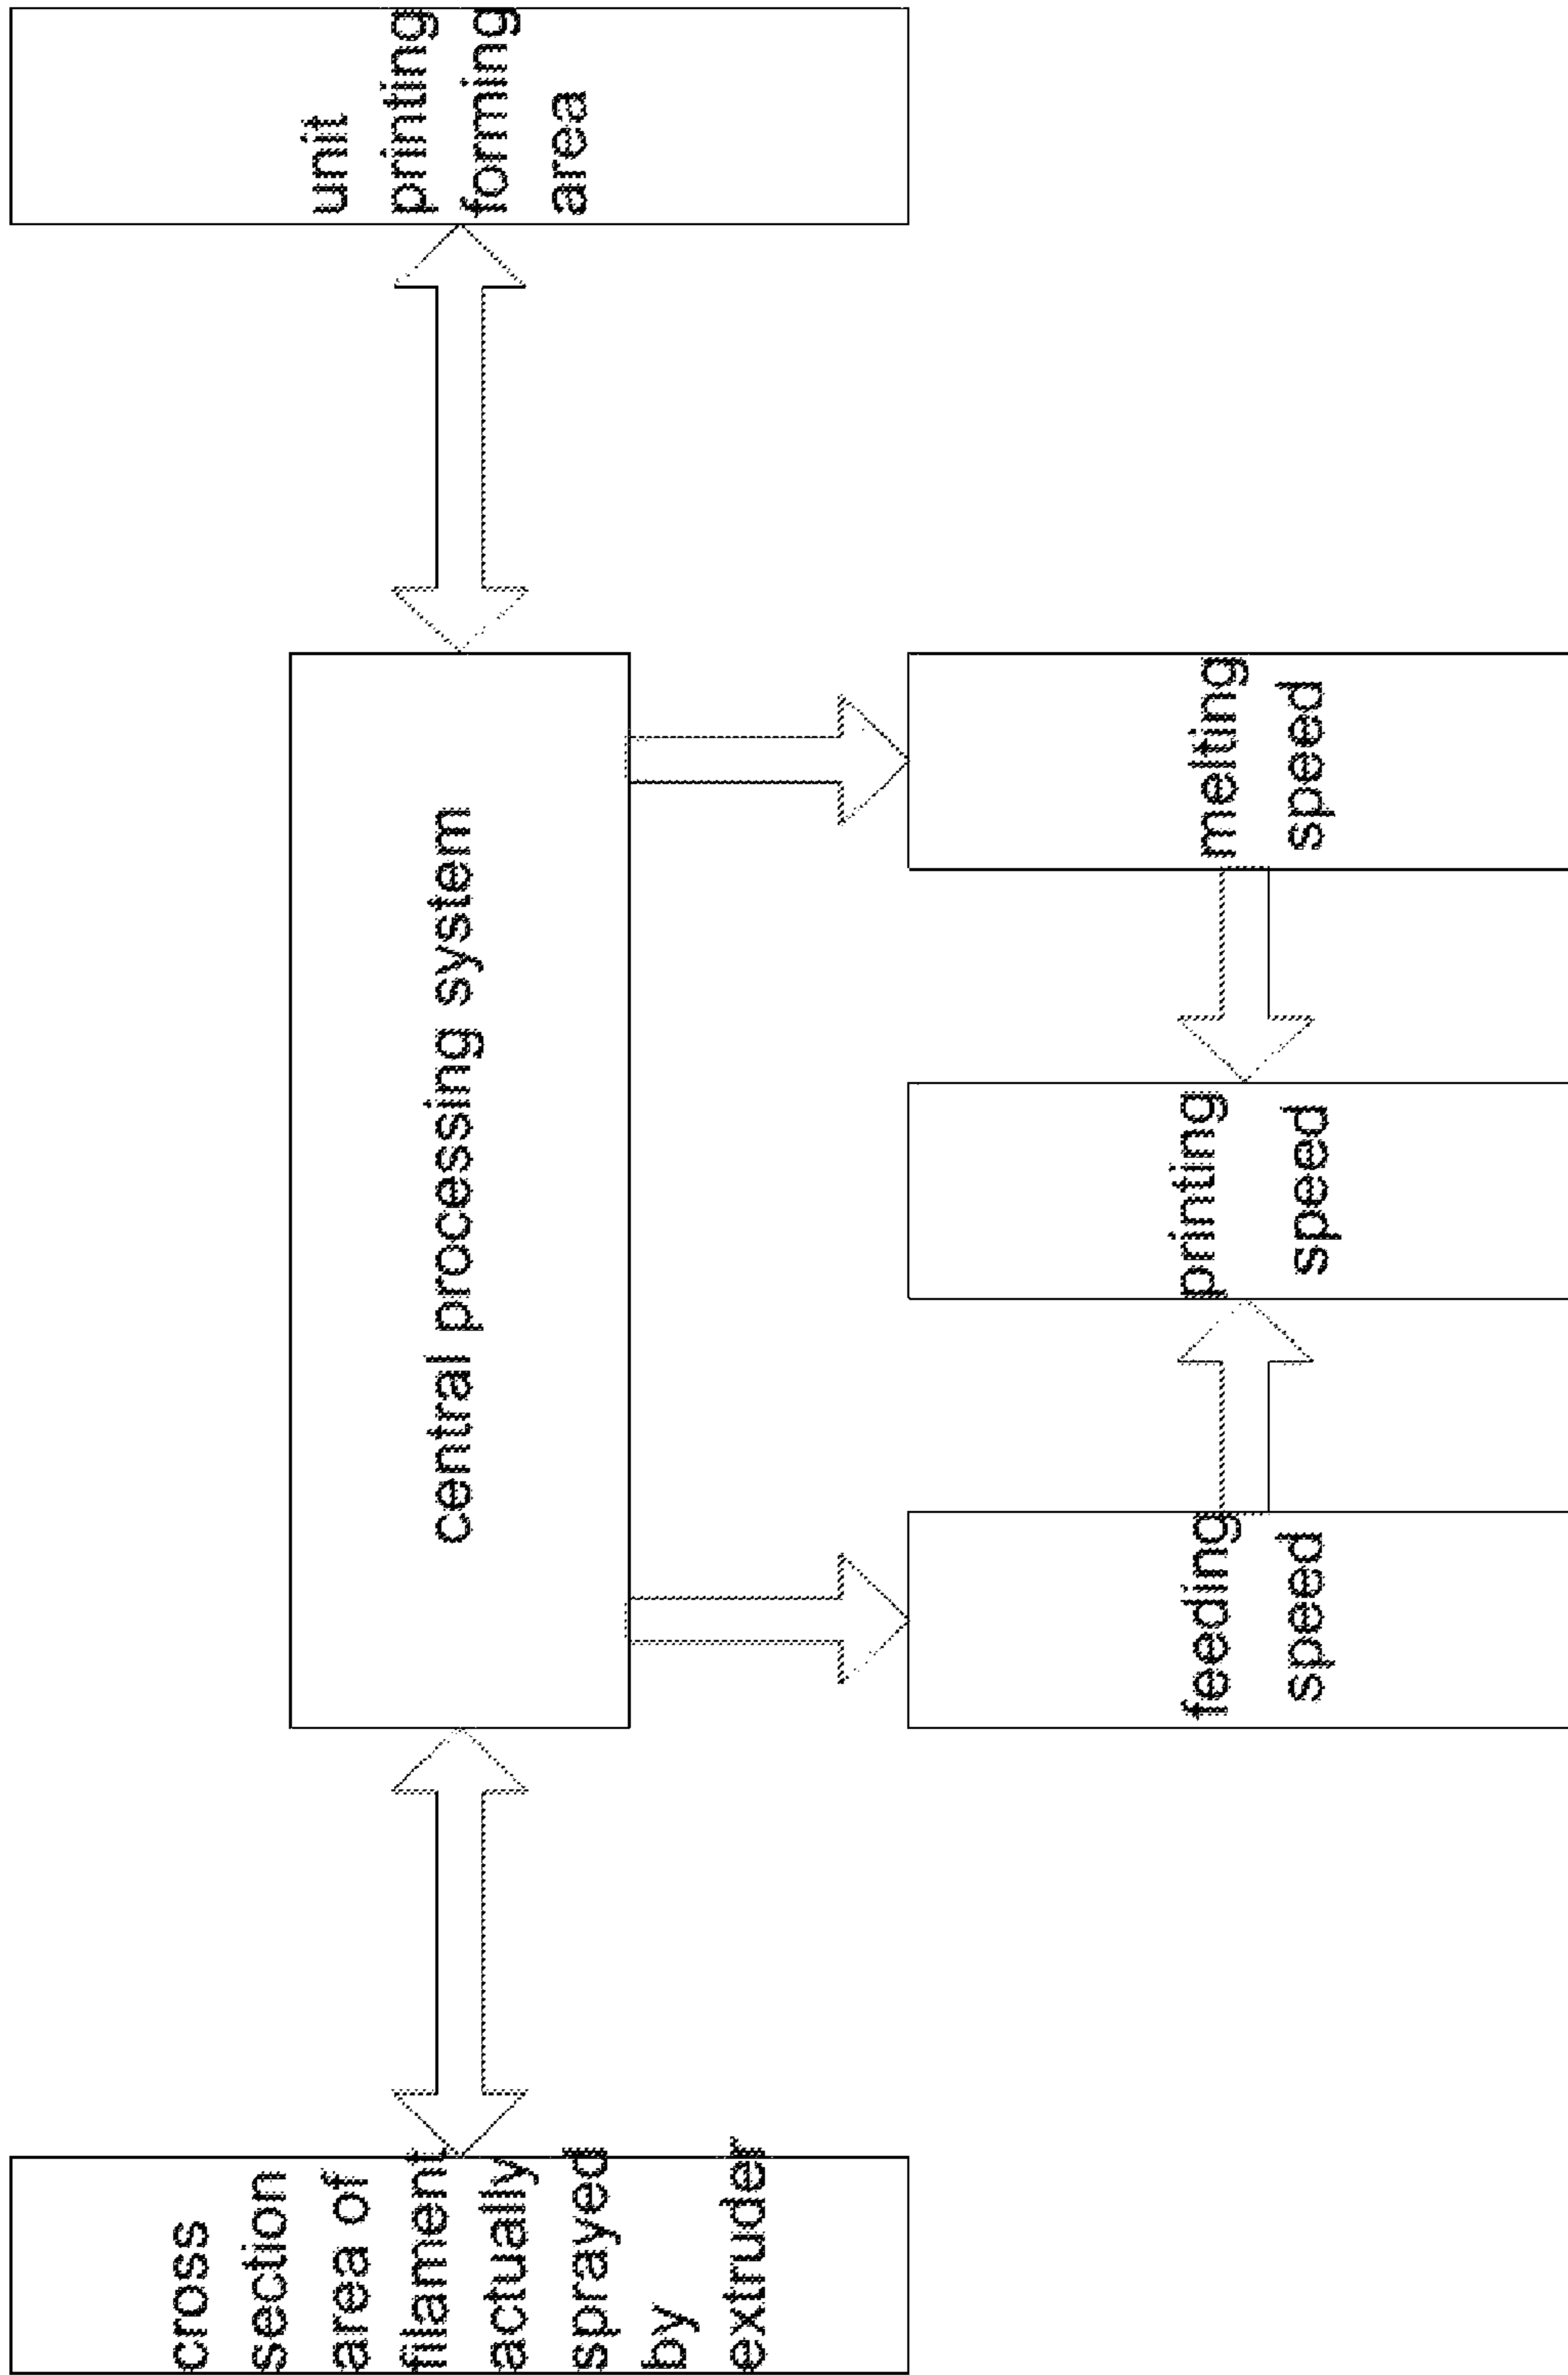 cross
section
area of
filament
actually
sprayed
by
extruder
central processing system
unit
printing
forming
area
feeding
speed
printing
speed
melting
speed